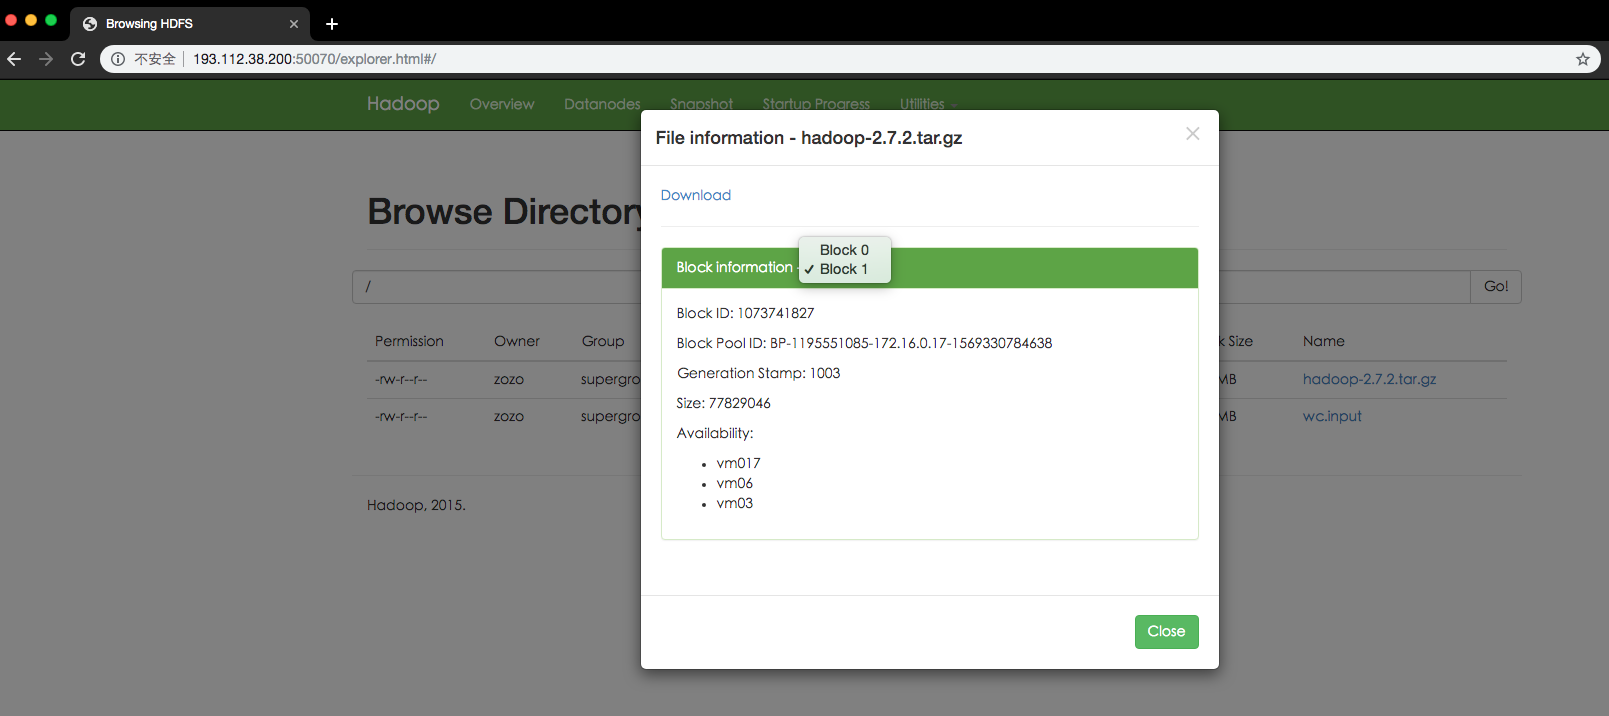 Browsing HDFS
不安全 193.112.38.200:50070/explorer.html#/
Hadoop Overview Datanodes Snapshot Startup Progress Utilities
File information - hadoop-2.7.2.tar.gz
Download
Browse Directory
Block 0
Block information -
✓ Block 1
/
Go!
Block ID: 1073741827
Block Pool ID: BP-1195551085-172.16.0.17-1569330784638
Permission Owner Group Size Name
Generation Stamp: 1003
-rw-r--r-- zozo supergro MB hadoop-2.7.2.tar.gz
Size: 77829046
-rw-r--r-- zozo supergro MB wc.input
Availability:
• vm017
• vm06
• vm03
Hadoop, 2015.
Close